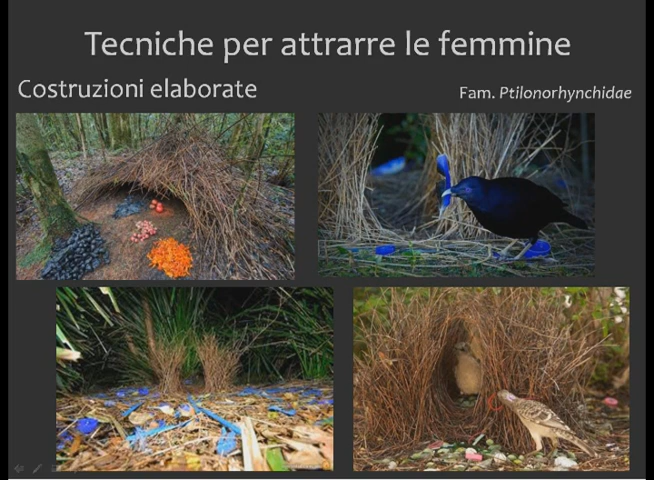 Tecniche per attrarre le femmine
Costruzioni elaborate
Fam. Ptilonorhynchidae